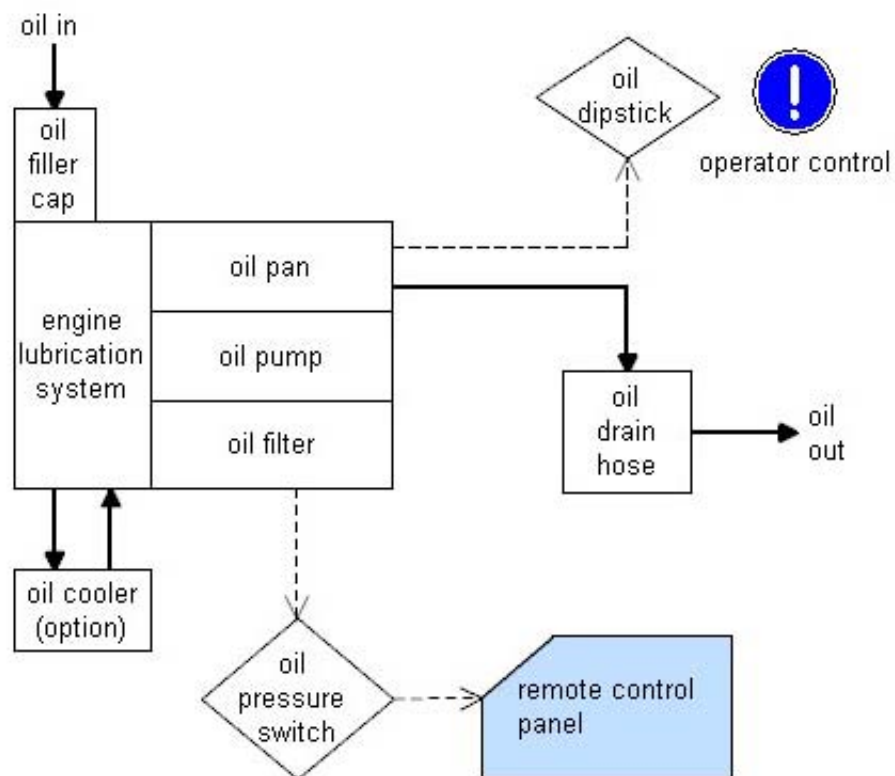 oil in
oil
filler
cap
oil
dipstick
!
operator control
engine
lubrication
system
oil pan
oil pump
oil filter
oil
drain
hose
oil
out
oil cooler
(option)
oil
pressure
switch
remote control
panel